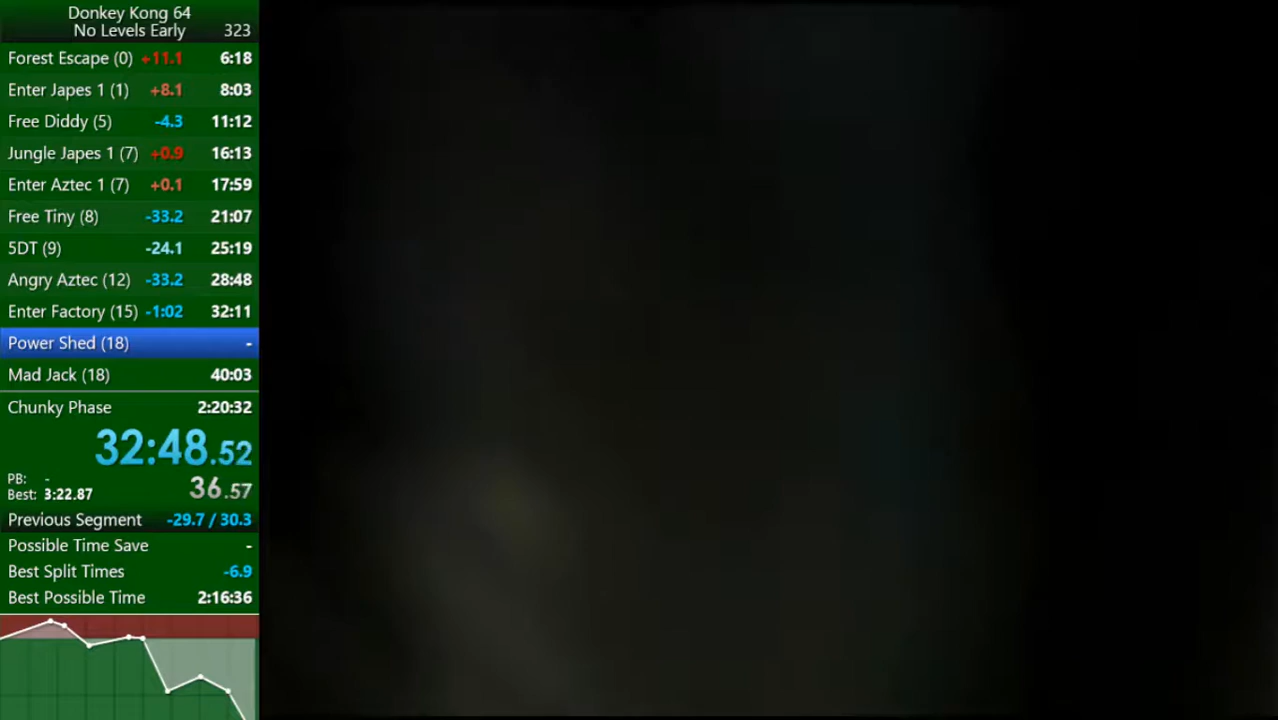 Donkey Kong 64
No Levels Early 323
Forest Escape (0) +11.1 6:18
Enter Japes 1 (1) +8.1 8:03
Free Diddy (5) -4.3 11:12
Jungle Japes 1 (7) +0.9 16:13
Enter Aztec 1 (7) +0.1 17:59
Free Tiny (8) -33.2 21:07
5DT (9) -24.1 25:19
Angry Aztec (12) -33.2 28:48
Enter Factory (15) -1:02 32:11
Power Shed (18) -
Mad Jack (18) 40:03
Chunky Phase 2:20:32
32:48.52
PB: -
Best: 3:22.87 36.57
Previous Segment -29.7 / 30.3
Possible Time Save -
Best Split Times -6.9
Best Possible Time 2:16:36